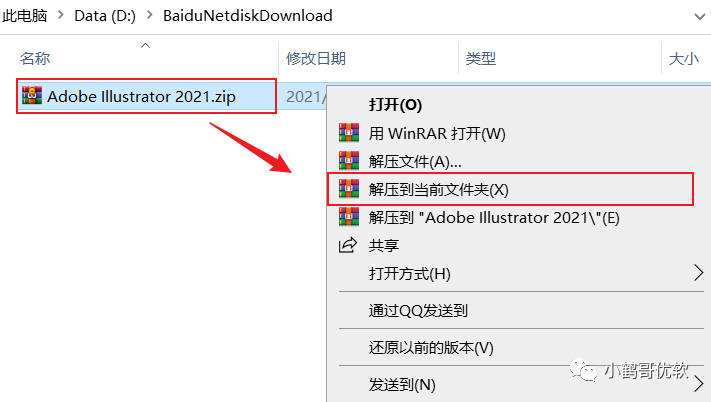 此电脑 > Data (D:) > BaiduNetdiskDownload
名称 修改日期 类型 大小
Adobe Illustrator 2021.zip 2021/
打开(O)
用 WinRAR 打开(W)
解压文件(A)...
解压到当前文件夹(X)
解压到 "Adobe Illustrator 2021\"(E)
共享
打开方式(H)
通过QQ发送到
还原以前的版本(V)
小鹤哥优软
发送到(N)